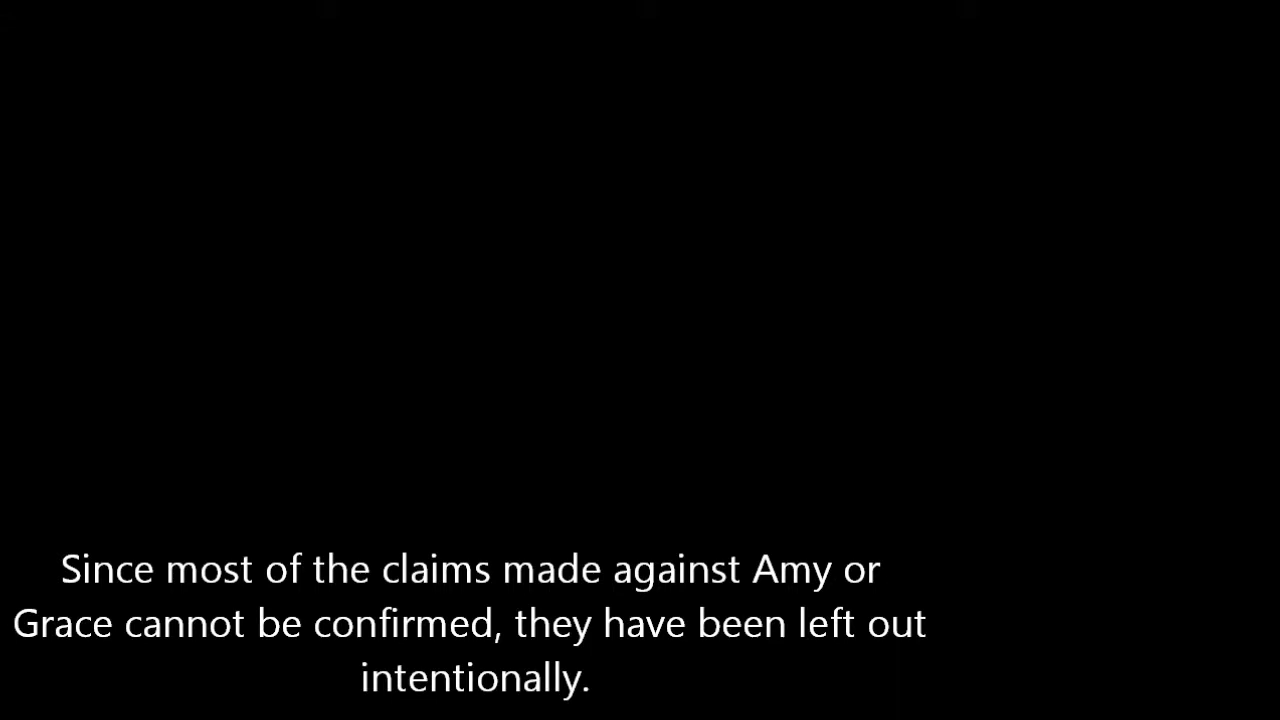 Since most of the claims made against Amy or
Grace cannot be confirmed, they have been left out
intentionally.